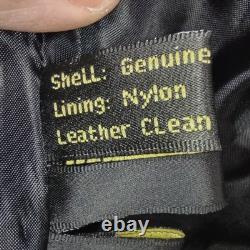 Shell: Genuine
Lining: Nylon
Leather Clean